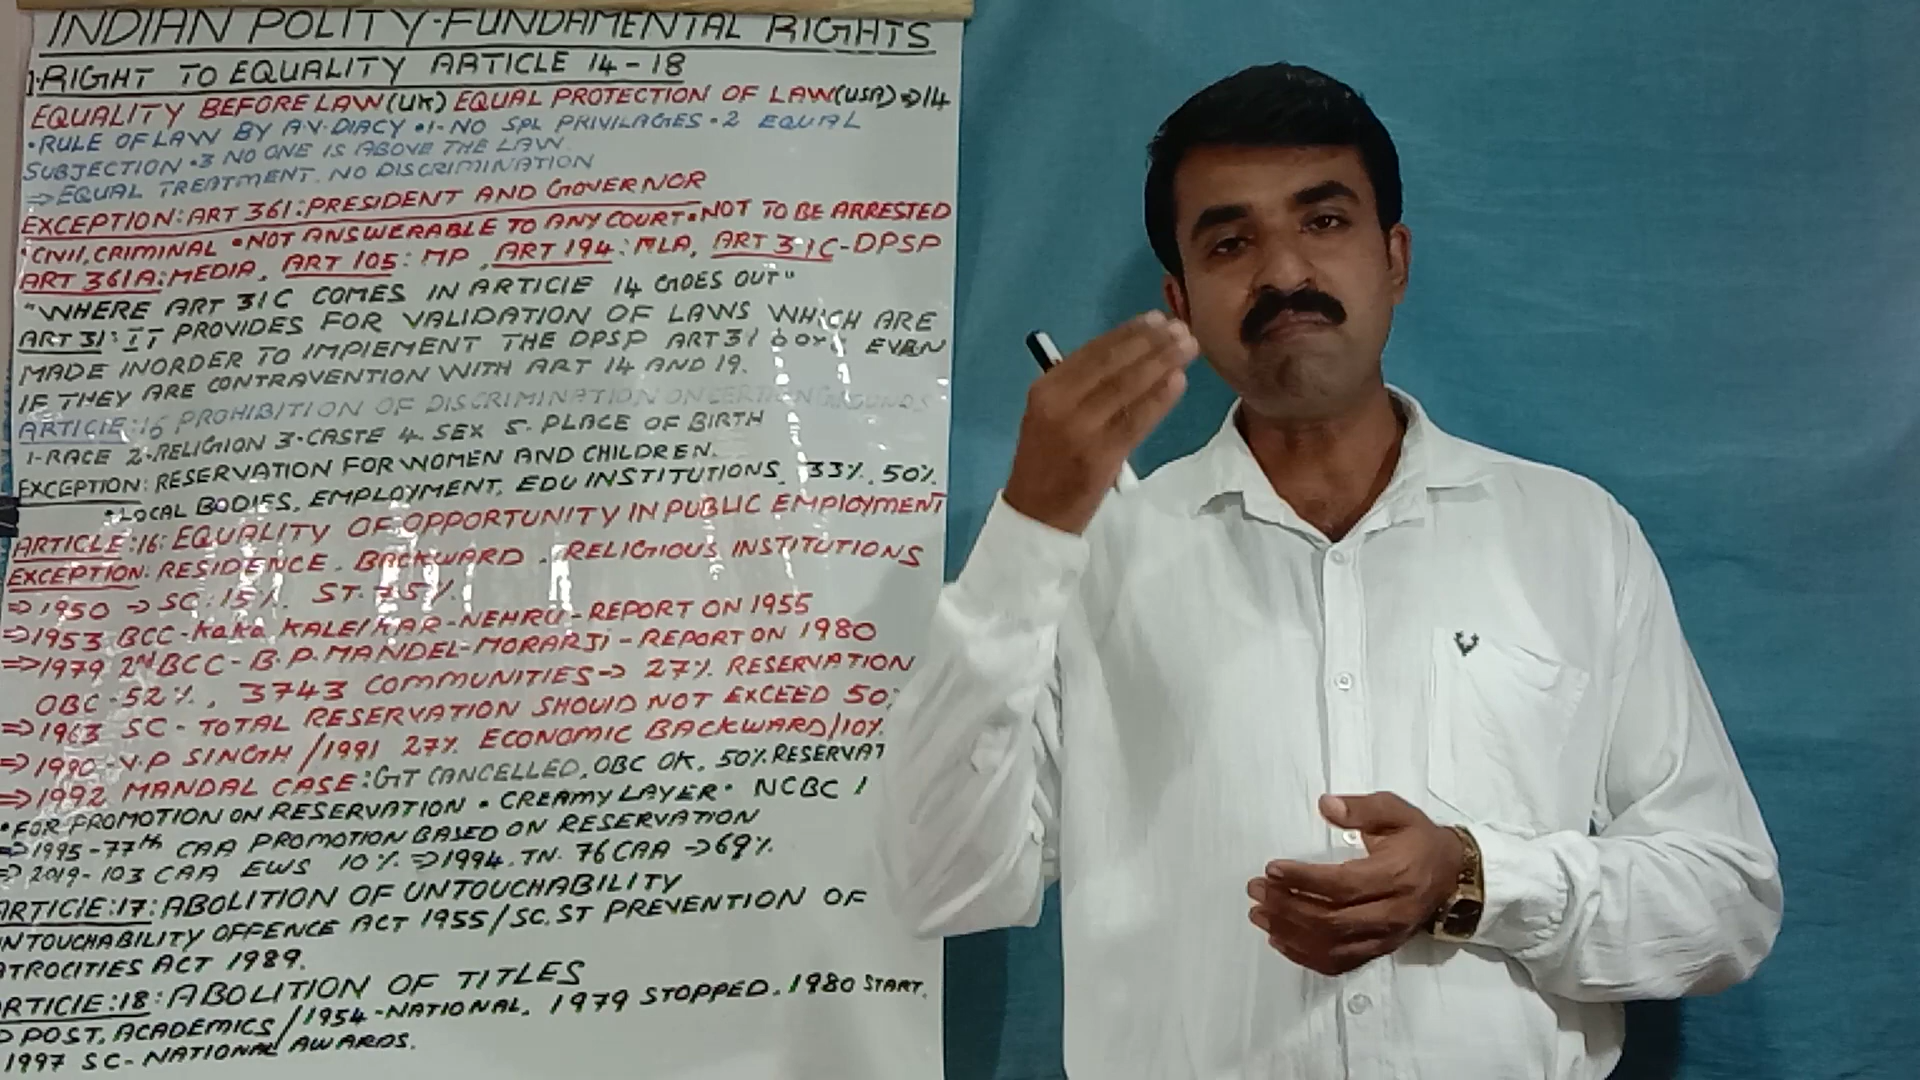 INDIAN POLITY-FUNDAMENTAL RIGHTS
1.RIGHT TO EQUALITY ARTICLE 14-18
EQUALITY BEFORE LAW(UK) EQUAL PROTECTION OF LAW(USA)⇒14
•RULE OF LAW BY A.V.DIACY •1-NO SPL PRIVILAGES •2 EQUAL
SUBJECTION •3 NO ONE IS ABOVE THE LAW.
⇒EQUAL TREATMENT. NO DISCRIMINATION
EXCEPTION:ART 361:PRESIDENT AND GOVERNOR
•CIVIL,CRIMINAL •NOT ANSWERABLE TO ANY COURT•NOT TO BE ARRESTED
ART 361A:MEDIA, ART 105: MP, ART 194:MLA, ART 31C-DPSP
"WHERE ART 31C COMES IN ARTICLE 14 GOES OUT"
ART 31: IT PROVIDES FOR VALIDATION OF LAWS WHICH ARE
MADE INORDER TO IMPLEMENT THE DPSP ART 31 EVEN
IF THEY ARE CONTRAVENTION WITH ART 14 AND 19.
ARTICLE:16 PROHIBITION OF DISCRIMINATION ON CERTION GROUNDS
1-RACE 2-RELIGION 3-CASTE 4. SEX 5. PLACE OF BIRTH
EXCEPTION: RESERVATION FOR WOMEN AND CHILDREN.
•LOCAL BODIES, EMPLOYMENT, EDU INSTITUTIONS. 33%. 50%.
ARTICLE:16: EQUALITY OF OPPORTUNITY IN PUBLIC EMPLOYMENT
EXCEPTION: RESIDENCE. BACKWARD. RELIGIOUS INSTITUTIONS
⇒1950 → SC:15%. ST.
⇒1953 BCC-KaKa KALELKAR-NEHRU-REPORT ON 1955
⇒1979 2ND BCC-B.P.MANDEL-MORARJI-REPORT ON 1980
OBC-52%, 3743 COMMUNITIES→ 27% RESERVATION
⇒1963 SC-TOTAL RESERVATION SHOULD NOT EXCEED 50
⇒1990-V.P SINGH/1991 27% ECONOMIC BACKWARD/10%.
⇒1992 MANDAL CASE:GIT CANCELLED, OBC OK, 50% RESERVAT
•FOR PROMOTION ON RESERVATION • CREAMY LAYER• NCBC
⇒1995-77th CAA PROMOTION BASED ON RESERVATION
⇒2019-103 CAA EWS 10% ⇒1994. TN. 76 CAA →69%.
ARTICLE:17:ABOLITION OF UNTOUCHABILITY
NTOUCHABILITY OFFENCE ACT 1955/SC,ST PREVENTION OF
ATROCITIES ACT 1989.
RTICLE:18:ABOLITION OF TITLES
POST, ACADEMICS/1954-NATIONAL. 1979 STOPPED. 1980 START.
1997 SC-NATIONAL AWARDS.